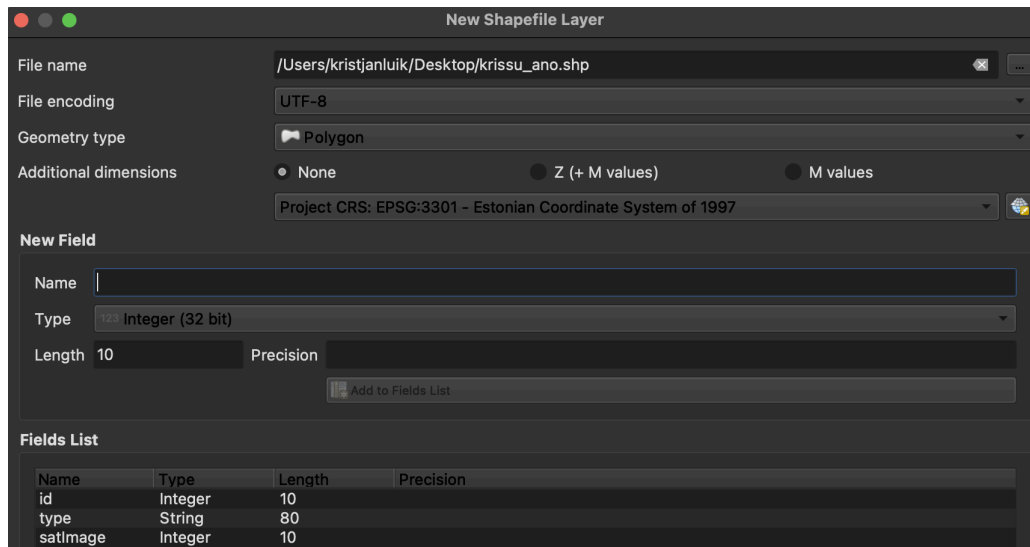 New Shapefile Layer
File name /Users/kristjanluik/Desktop/krissu_ano.shp ...
File encoding UTF-8
Geometry type Polygon
Additional dimensions None Z (+ M values) M values
Project CRS: EPSG:3301 - Estonian Coordinate System of 1997
New Field
Name
Type 123 Integer (32 bit)
Length 10 Precision
Add to Fields List
Fields List
Name Type Length Precision
id Integer 10
type String 80
satImage Integer 10